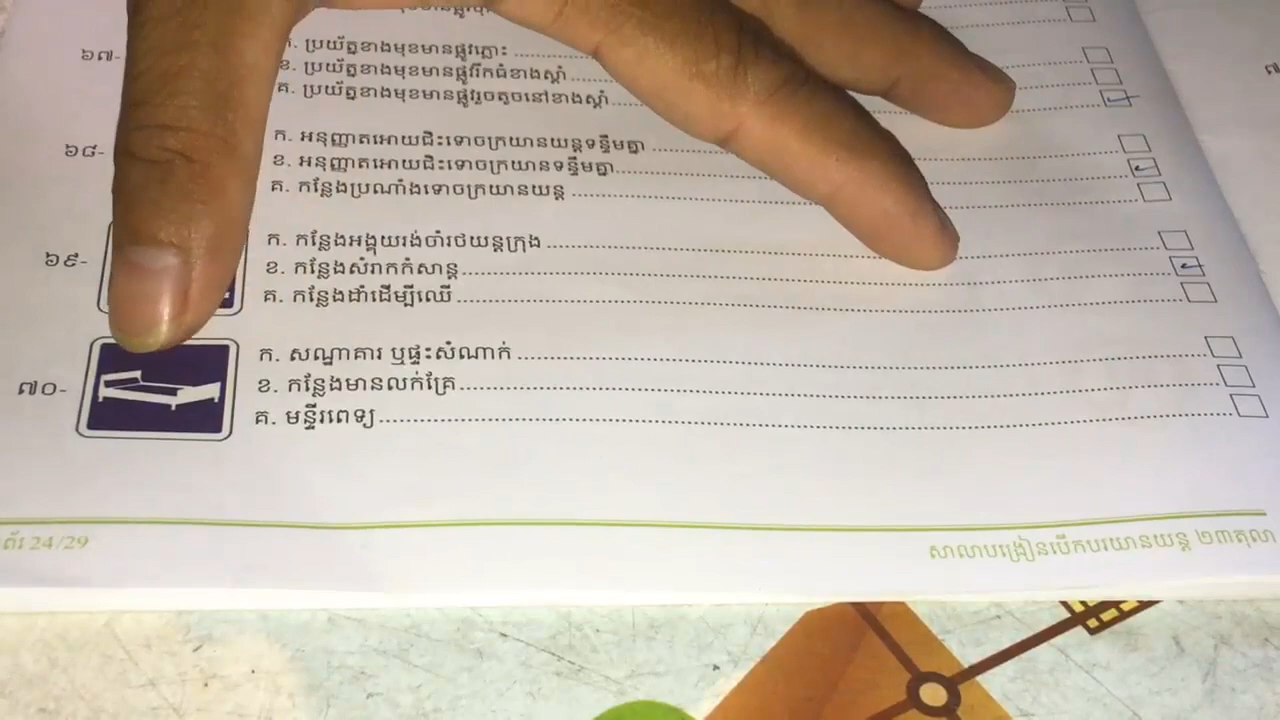 ៦៧-
ក. ប្រយ័ត្នខាងមុខមានផ្លូវភ្លោះ
ខ. ប្រយ័ត្នខាងមុខមានផ្លូវរីកធំខាងស្ដាំ
គ. ប្រយ័ត្នខាងមុខមានផ្លូវរួចតូចនៅខាងស្ដាំ
៦៨-
ក. អនុញ្ញាតអោយជិះទោចក្រយានយន្តទន្ទឹមគ្នា
ខ. អនុញ្ញាតអោយជិះទោចក្រយានទន្ទឹមគ្នា
គ. កន្លែងប្រណាំងទោចក្រយានយន្ត
៦៩-
ក. កន្លែងអង្គុយរង់ចាំរថយន្តក្រុង
ខ. កន្លែងសំរាកកំសាន្ត
គ. កន្លែងដាំដើម្បីឈើ
៧០-
ក. សណ្ឋាគារ ឬផ្ទះសំណាក់
ខ. កន្លែងមានលក់គ្រែ
គ. មន្ទីរពេទ្យ
24/29
សាលាបង្រៀនបើកបរយានយន្ត ២៣តុលា